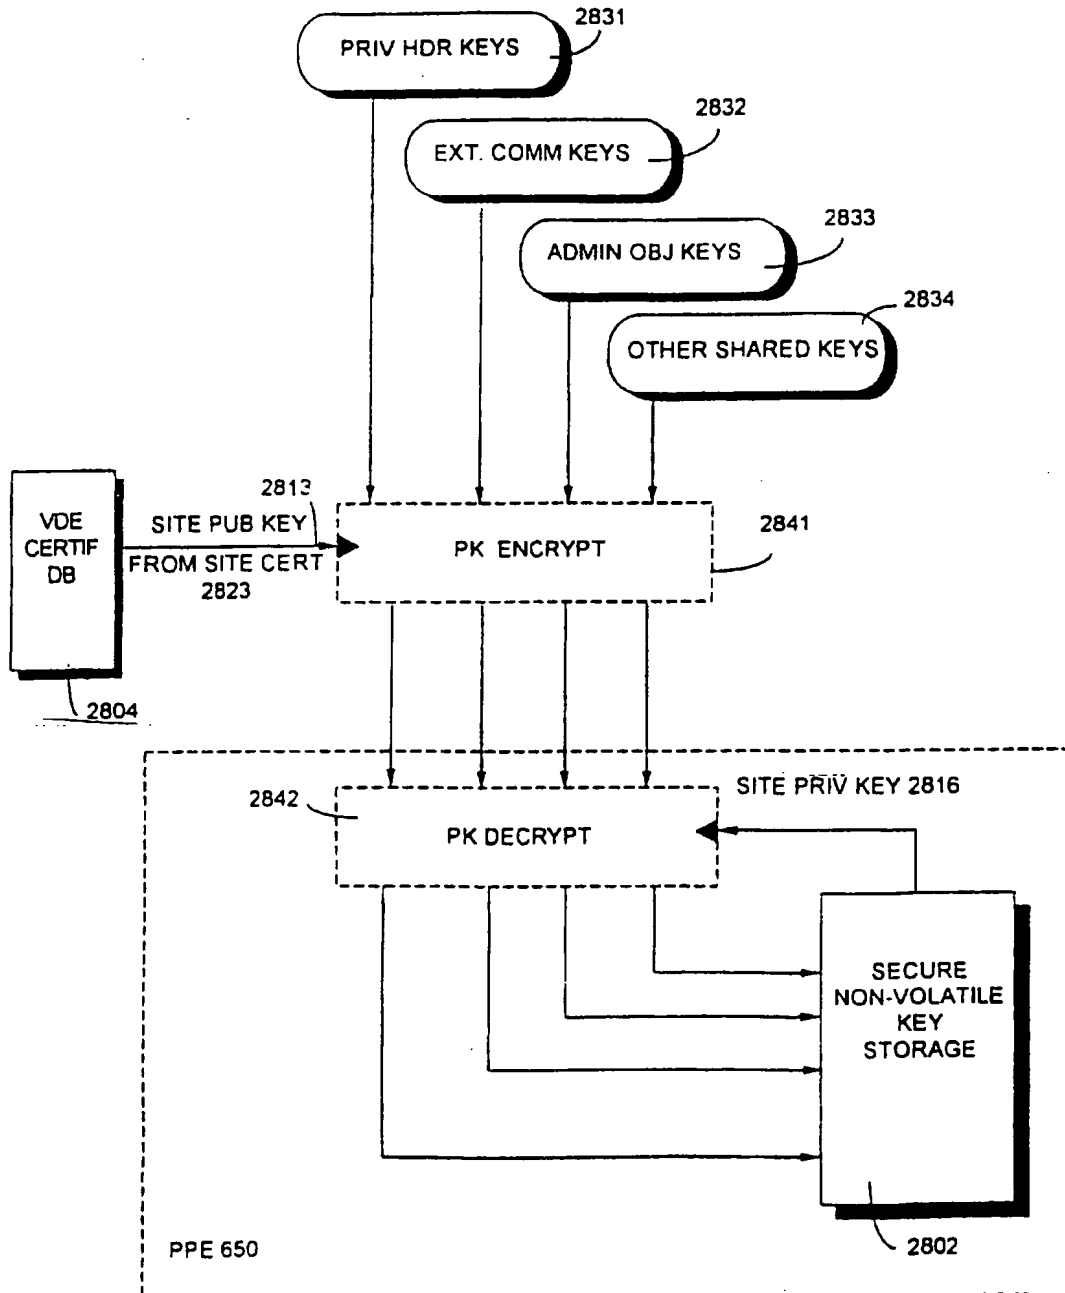 2831
PRIV HDR KEYS
2832
EXT. COMM KEYS
2833
ADMIN OBJ KEYS
2834
OTHER SHARED KEYS
VDE
CERTIF
DB
2813
SITE PUB KEY
FROM SITE CERT
2823
PK ENCRYPT
2841
2804
2842
PK DECRYPT
SITE PRIV KEY 2816
SECURE
NON-VOLATILE
KEY
STORAGE
2802
PPE 650